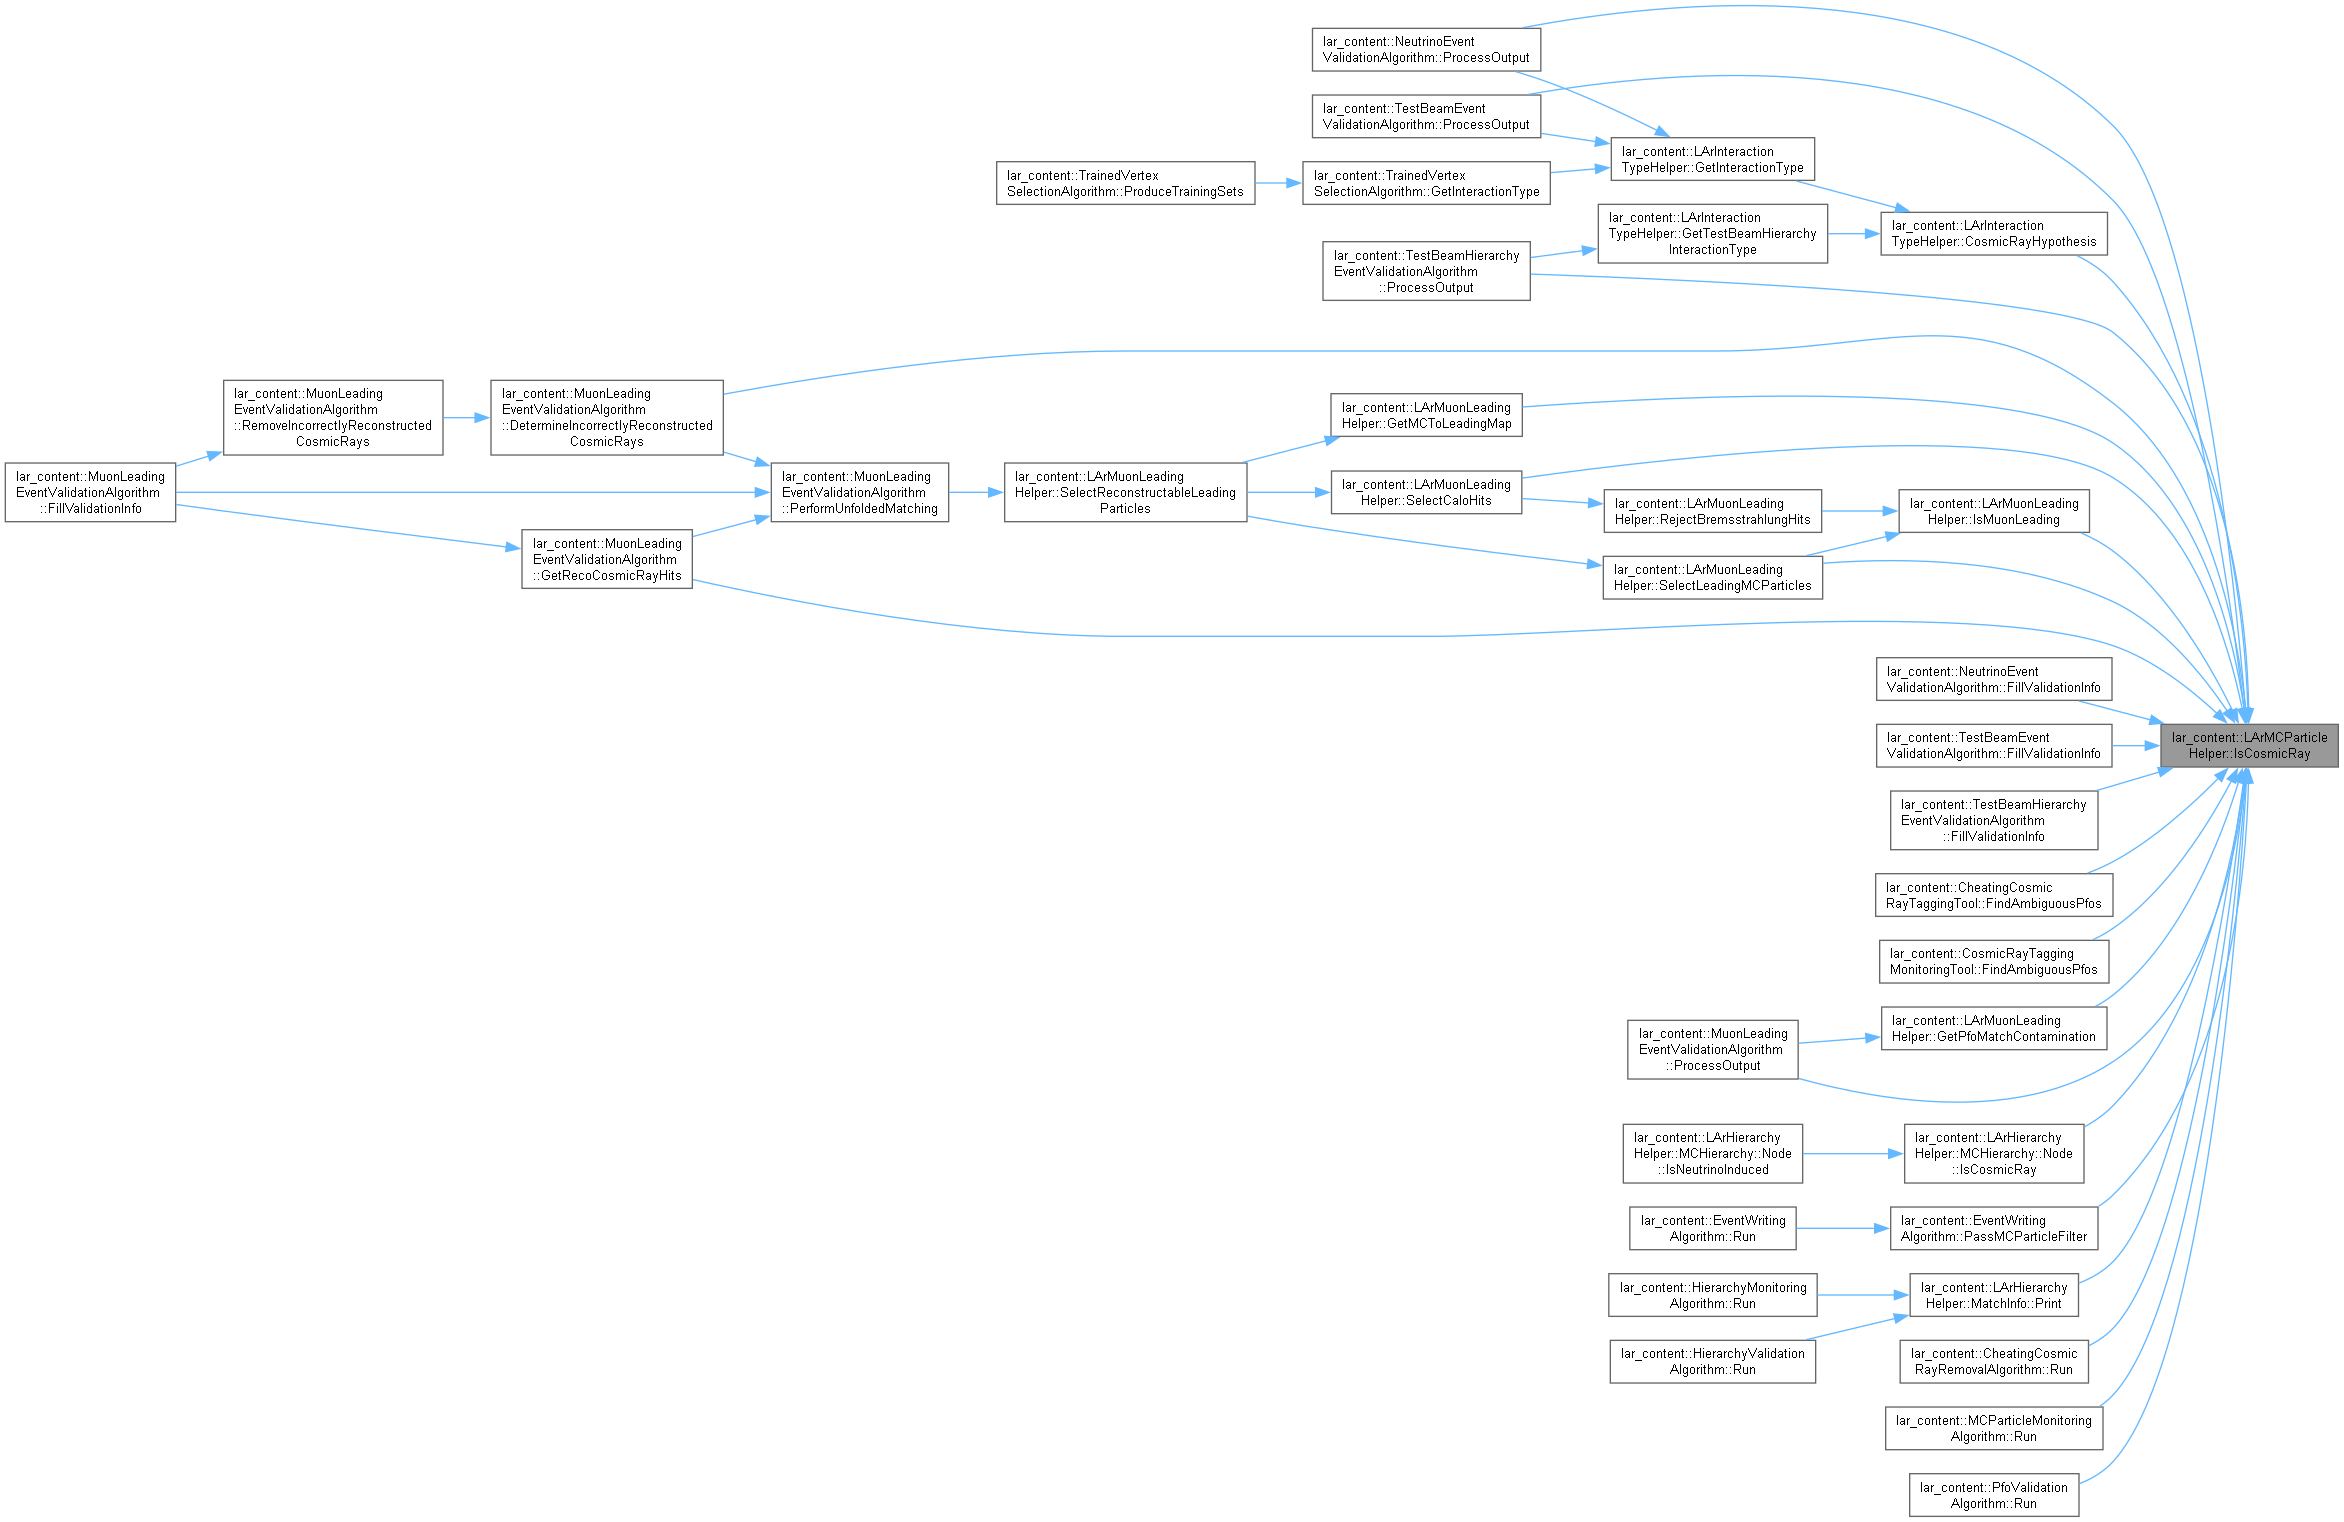 lar_content::NeutrinoEvent
ValidationAlgorithm::ProcessOutput
lar_content::TestBeamEvent
ValidationAlgorithm::ProcessOutput
lar_content::LArInteraction
TypeHelper::GetInteractionType
lar_content::TrainedVertex
SelectionAlgorithm::ProduceTrainingSets
lar_content::TrainedVertex
SelectionAlgorithm::GetInteractionType
lar_content::LArInteraction
TypeHelper::GetTestBeamHierarchy
InteractionType
lar_content::LArInteraction
TypeHelper::CosmicRayHypothesis
lar_content::TestBeamHierarchy
EventValidationAlgorithm
::ProcessOutput
lar_content::MuonLeading
EventValidationAlgorithm
::RemoveIncorrectlyReconstructed
CosmicRays
lar_content::MuonLeading
EventValidationAlgorithm
::DetermineIncorrectlyReconstructed
CosmicRays
lar_content::LArMuonLeading
Helper::GetMCToLeadingMap
lar_content::MuonLeading
EventValidationAlgorithm
::FillValidationInfo
lar_content::MuonLeading
EventValidationAlgorithm
::PerformUnfoldedMatching
lar_content::LArMuonLeading
Helper::SelectReconstructableLeading
Particles
lar_content::LArMuonLeading
Helper::SelectCaloHits
lar_content::LArMuonLeading
Helper::RejectBremsstrahlungHits
lar_content::LArMuonLeading
Helper::IsMuonLeading
lar_content::MuonLeading
EventValidationAlgorithm
::GetRecoCosmicRayHits
lar_content::LArMuonLeading
Helper::SelectLeadingMCParticles
lar_content::NeutrinoEvent
ValidationAlgorithm::FillValidationInfo
lar_content::TestBeamEvent
ValidationAlgorithm::FillValidationInfo
lar_content::LArMCParticle
Helper::IsCosmicRay
lar_content::TestBeamHierarchy
EventValidationAlgorithm
::FillValidationInfo
lar_content::CheatingCosmic
RayTaggingTool::FindAmbiguousPfos
lar_content::CosmicRayTagging
MonitoringTool::FindAmbiguousPfos
lar_content::MuonLeading
EventValidationAlgorithm
::ProcessOutput
lar_content::LArMuonLeading
Helper::GetPfoMatchContamination
lar_content::LArHierarchy
Helper::MCHierarchy::Node
::IsNeutrinoInduced
lar_content::LArHierarchy
Helper::MCHierarchy::Node
::IsCosmicRay
lar_content::EventWriting
Algorithm::Run
lar_content::EventWriting
Algorithm::PassMCParticleFilter
lar_content::HierarchyMonitoring
Algorithm::Run
lar_content::LArHierarchy
Helper::MatchInfo::Print
lar_content::HierarchyValidation
Algorithm::Run
lar_content::CheatingCosmic
RayRemovalAlgorithm::Run
lar_content::MCParticleMonitoring
Algorithm::Run
lar_content::PfoValidation
Algorithm::Run